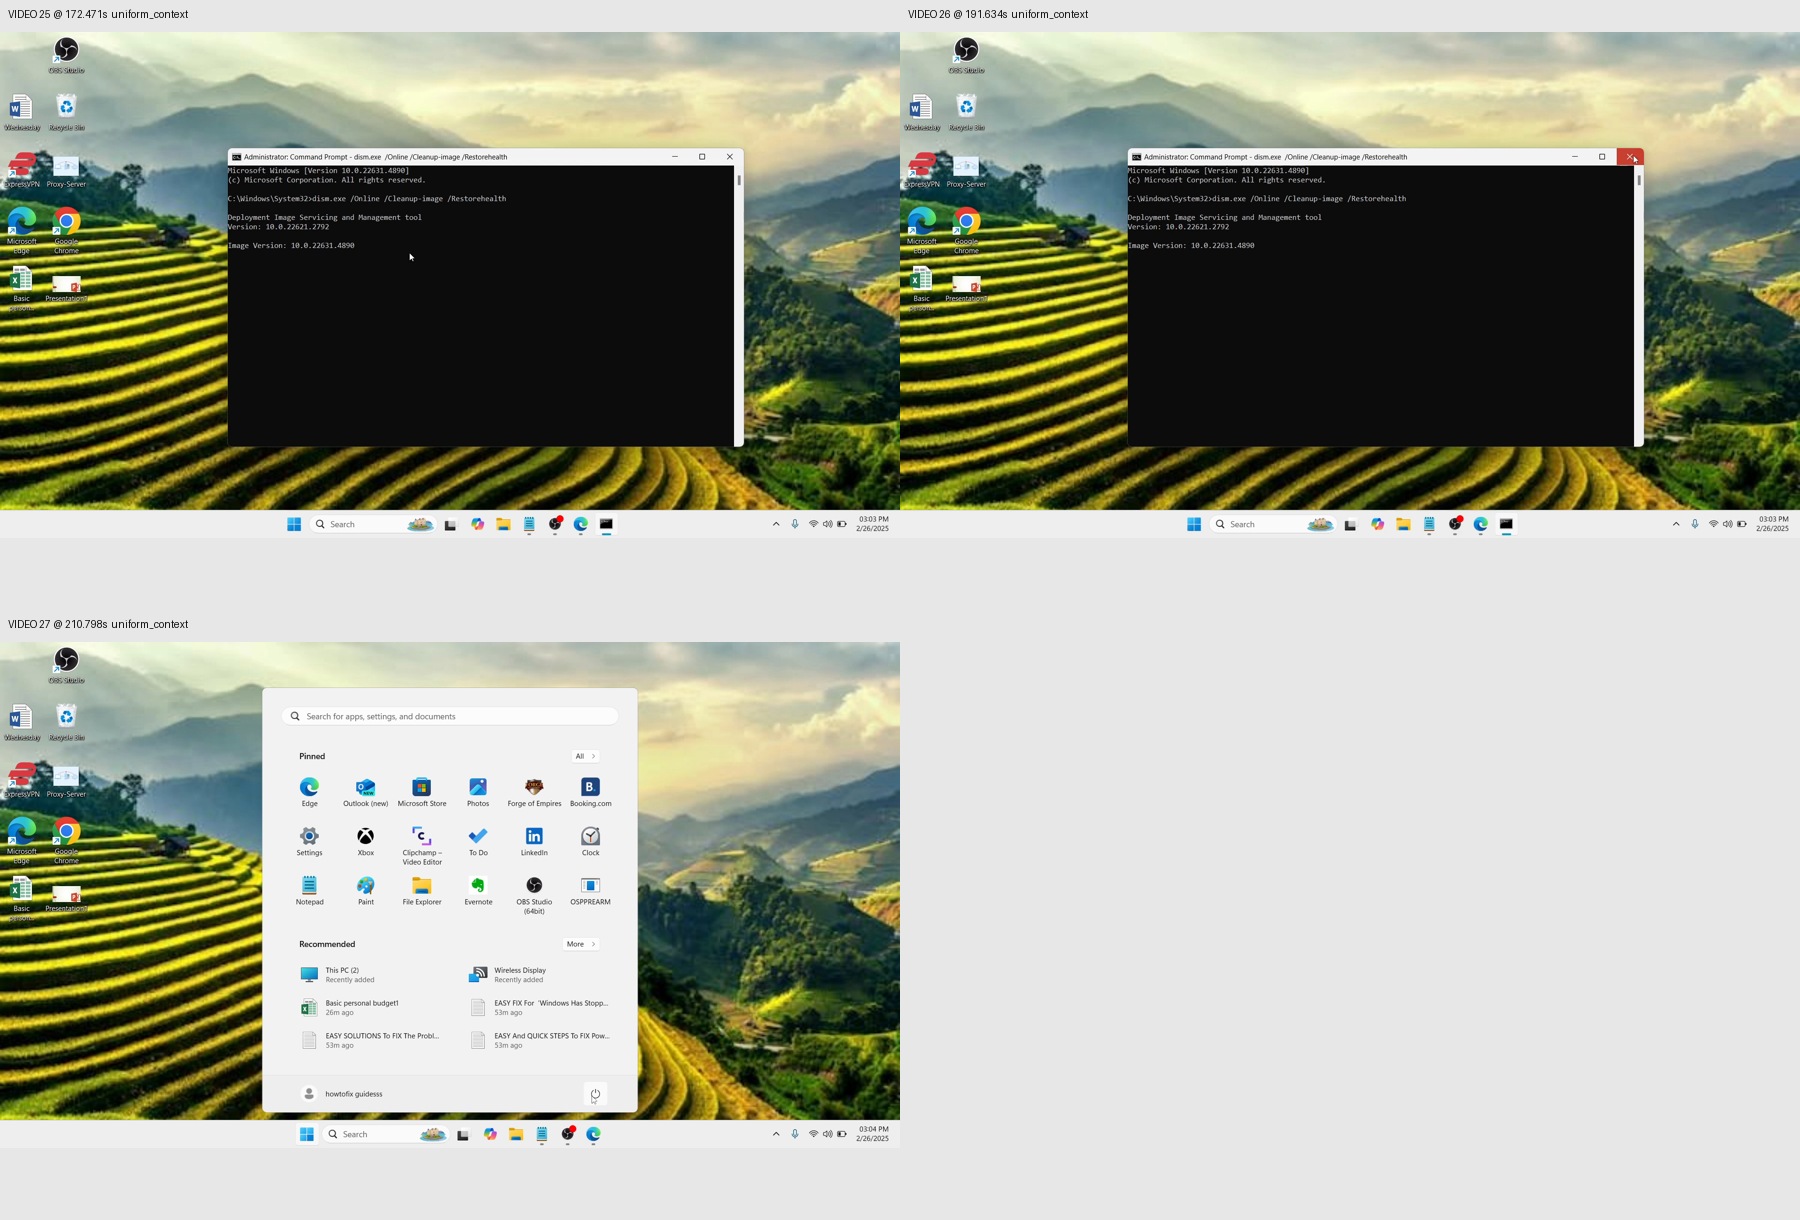 VIDEO 25 @ 172.471s uniform_context
OBS Studio
Wednesday
Recycle Bin
ExpressVPN
Proxy-Server
Microsoft Edge
Google Chrome
Basic
Presentation1
Administrator: Command Prompt - dism.exe /Online /Cleanup-image /Restorehealth
Microsoft Windows [Version 10.0.22631.4890]
(c) Microsoft Corporation. All rights reserved.
C:\Windows\System32>dism.exe /Online /Cleanup-image /Restorehealth
Deployment Image Servicing and Management tool
Version: 10.0.22621.2792
Image Version: 10.0.22631.4890
Search
03:03 PM
2/26/2025
VIDEO 26 @ 191.634s uniform_context
OBS Studio
Wednesday
Recycle Bin
ExpressVPN
Proxy-Server
Microsoft Edge
Google Chrome
Basic
Presentation1
Administrator: Command Prompt - dism.exe /Online /Cleanup-image /Restorehealth
Microsoft Windows [Version 10.0.22631.4890]
(c) Microsoft Corporation. All rights reserved.
C:\Windows\System32>dism.exe /Online /Cleanup-image /Restorehealth
Deployment Image Servicing and Management tool
Version: 10.0.22621.2792
Image Version: 10.0.22631.4890
Search
03:03 PM
2/26/2025
VIDEO 27 @ 210.798s uniform_context
OBS Studio
Wednesday
Recycle Bin
ExpressVPN
Proxy-Server
Microsoft Edge
Google Chrome
Basic
Presentation1
Search for apps, settings, and documents
Pinned
All
Edge
Outlook (new)
Microsoft Store
Photos
Forge of Empires
Booking.com
Settings
Xbox
Clipchamp – Video Editor
To Do
LinkedIn
Clock
Notepad
Paint
File Explorer
Evernote
OBS Studio (64bit)
OSPPREARM
Recommended
More
This PC (2)
Recently added
Wireless Display
Recently added
Basic personal budget1
26m ago
EASY FIX For 'Windows Has Stopp...
53m ago
EASY SOLUTIONS To FIX The Probl...
53m ago
EASY And QUICK STEPS To FIX Pow...
53m ago
howtofix guidesss
Search
03:04 PM
2/26/2025